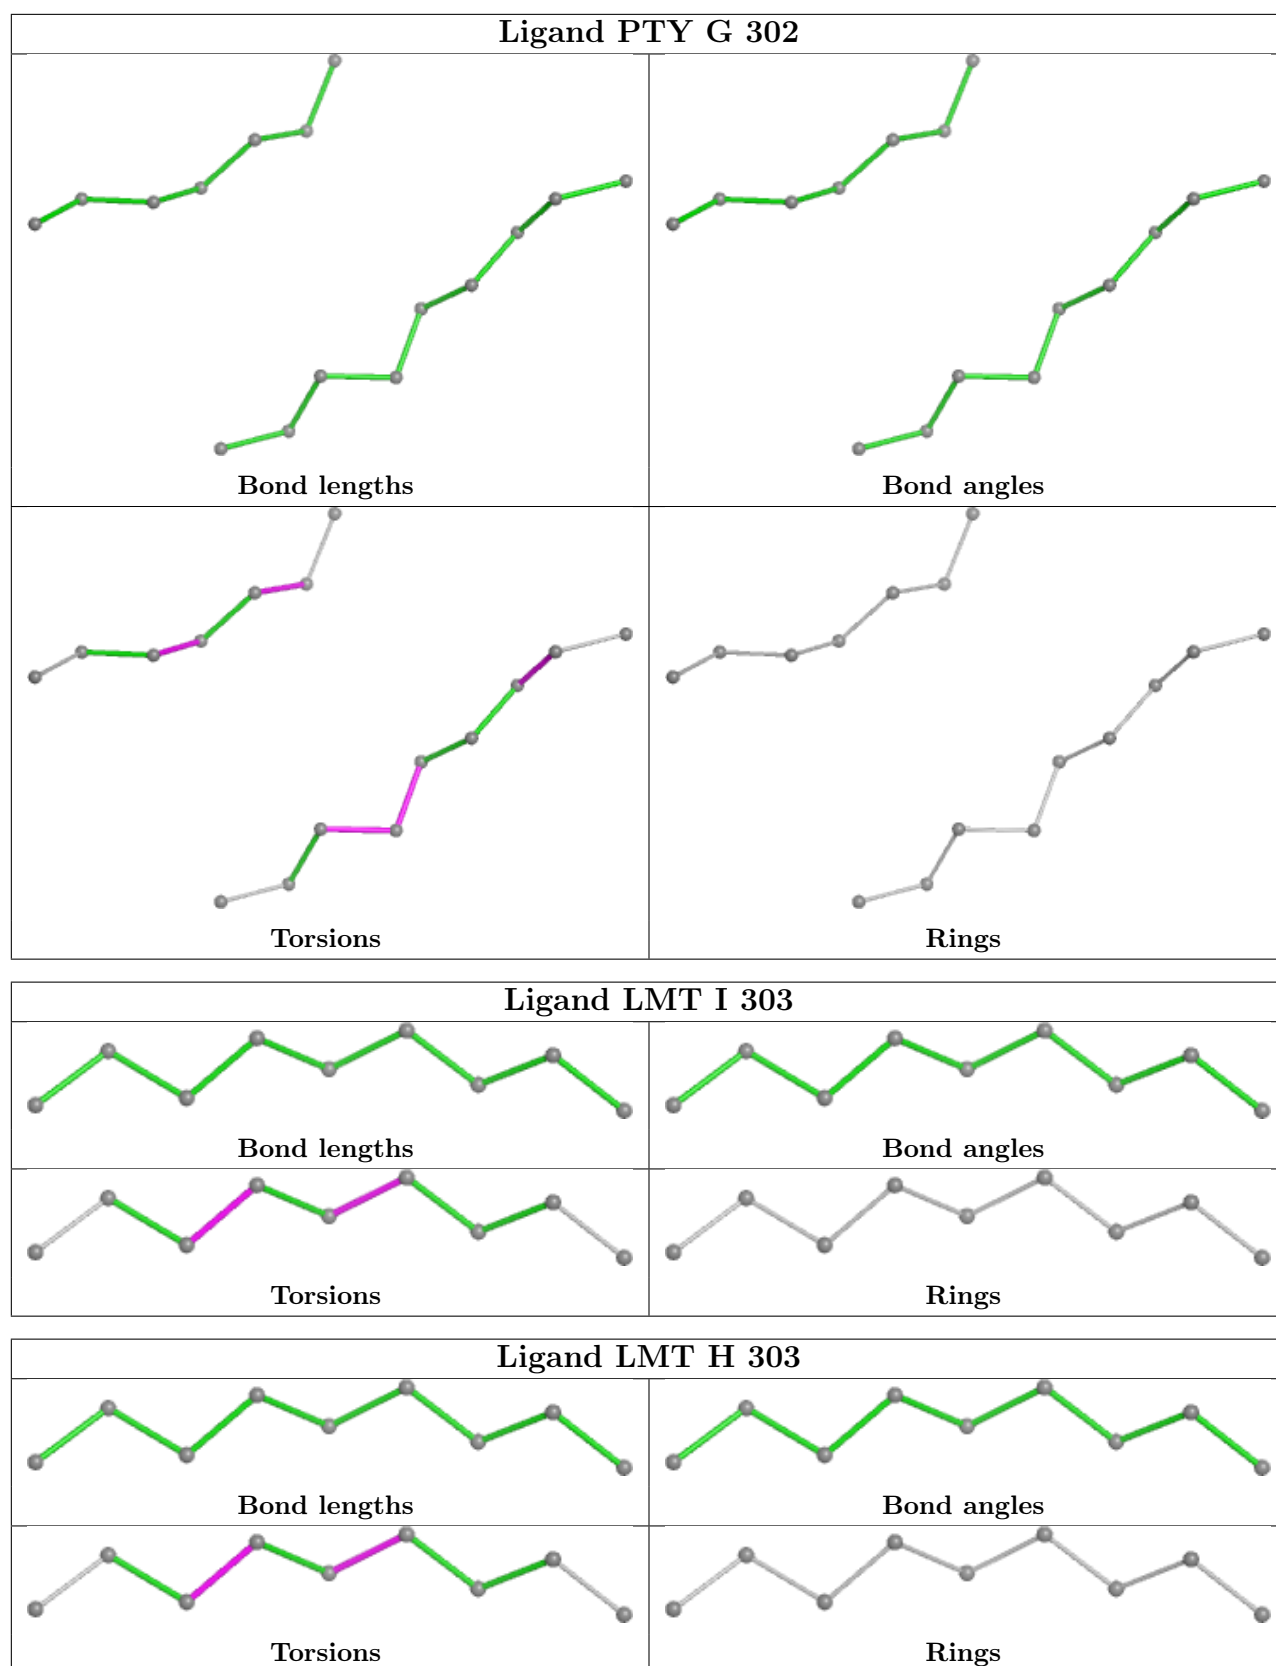 Ligand PTY G 302
Bond lengths
Bond angles
Torsions
Rings
Ligand LMT I 303
Bond lengths
Bond angles
Torsions
Rings
Ligand LMT H 303
Bond lengths
Bond angles
Torsions
Rings